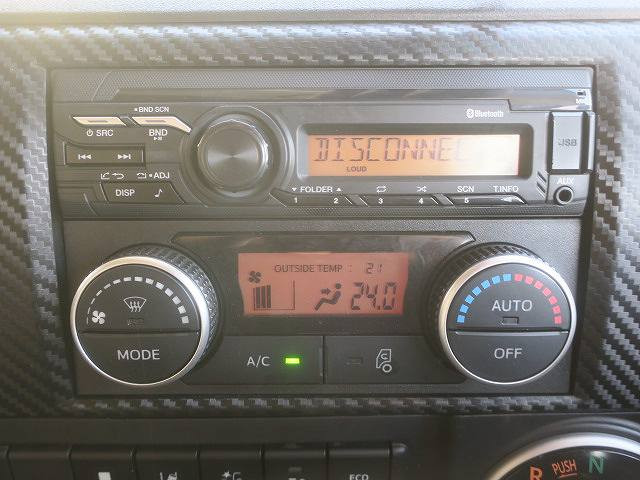 BND SCN
Bluetooth
SRC BND
DISCONNEC
USB
LOUD
ADJ
DISP
FOLDER SCN T.INFO AUX
1 2 3 4 5
OUTSIDE TEMP : 21
24.0
AUTO
MODE
A/C
OFF
PUSH
R N
ECO